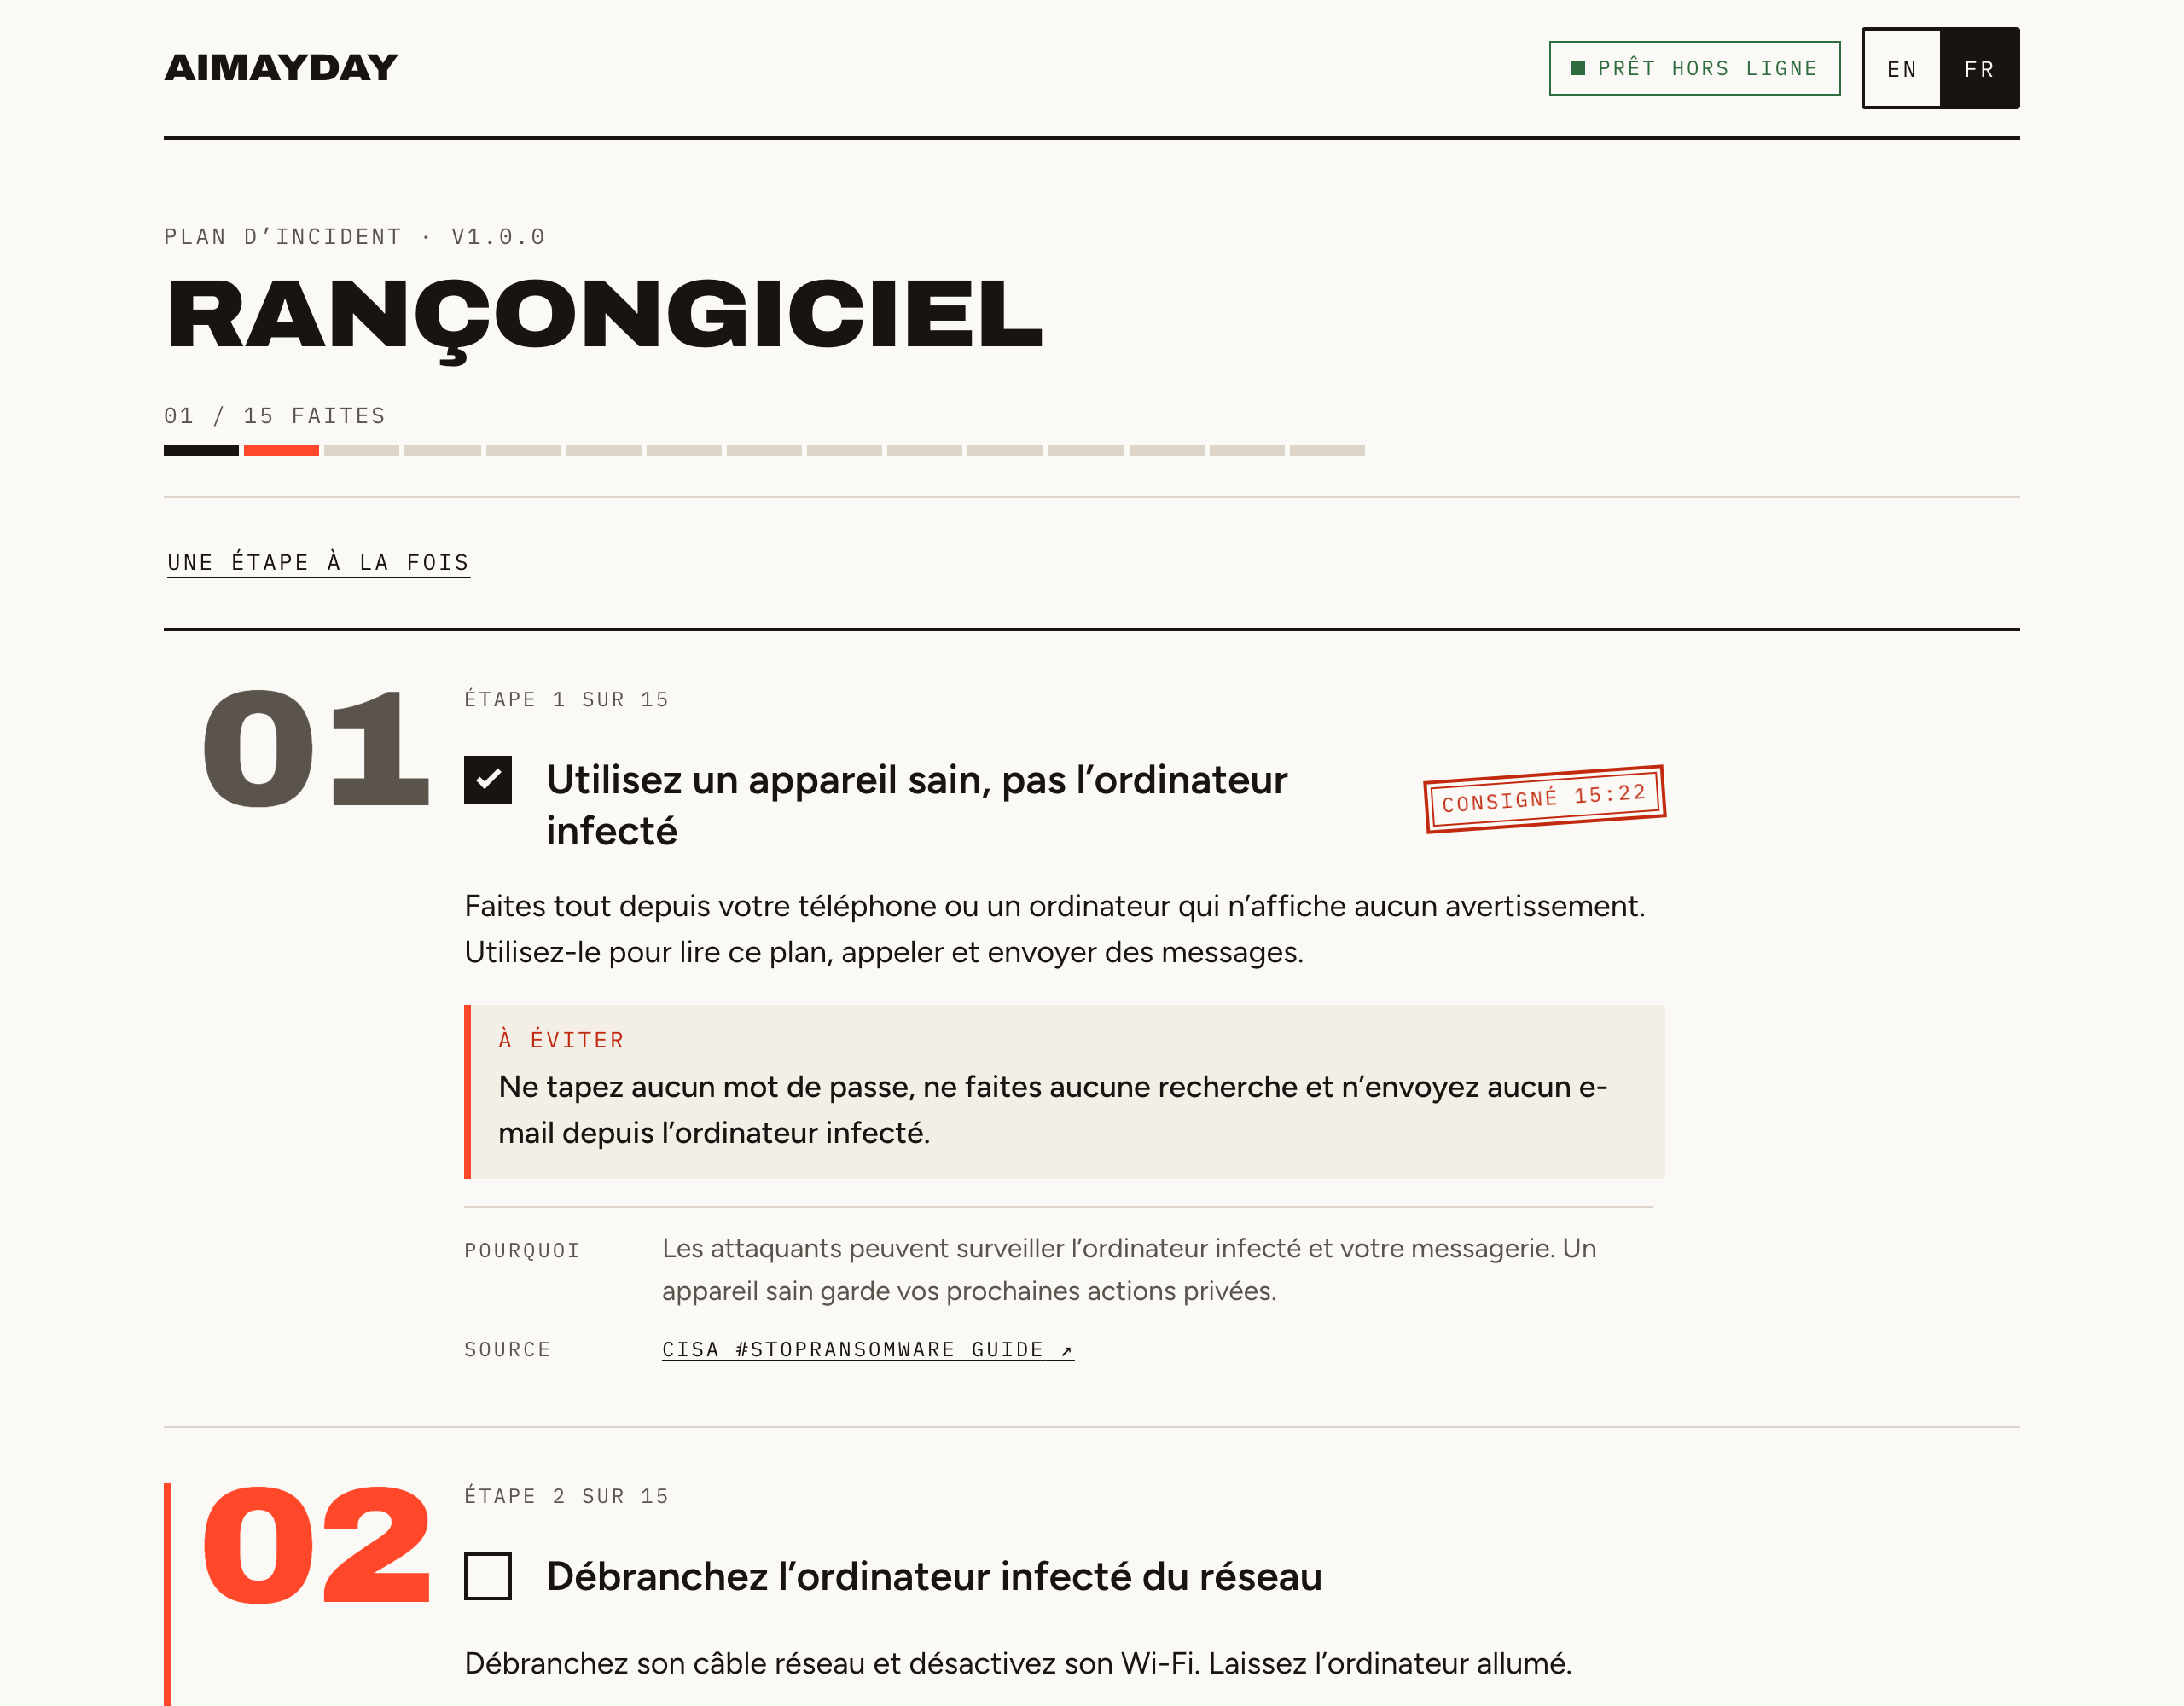 AIMAYDAY
PRÊT HORS LIGNE
EN FR
PLAN D’INCIDENT · V1.0.0
RANÇONGICIEL
01 / 15 FAITES
UNE ÉTAPE À LA FOIS
01
ÉTAPE 1 SUR 15
Utilisez un appareil sain, pas l’ordinateur
infecté
CONSIGNÉ 15:22
Faites tout depuis votre téléphone ou un ordinateur qui n’affiche aucun avertissement.
Utilisez-le pour lire ce plan, appeler et envoyer des messages.
À ÉVITER
Ne tapez aucun mot de passe, ne faites aucune recherche et n’envoyez aucun e-
mail depuis l’ordinateur infecté.
POURQUOI
Les attaquants peuvent surveiller l’ordinateur infecté et votre messagerie. Un
appareil sain garde vos prochaines actions privées.
SOURCE
CISA #STOPRANSOMWARE GUIDE ↗
02
ÉTAPE 2 SUR 15
Débranchez l’ordinateur infecté du réseau
Débranchez son câble réseau et désactivez son Wi-Fi. Laissez l’ordinateur allumé.